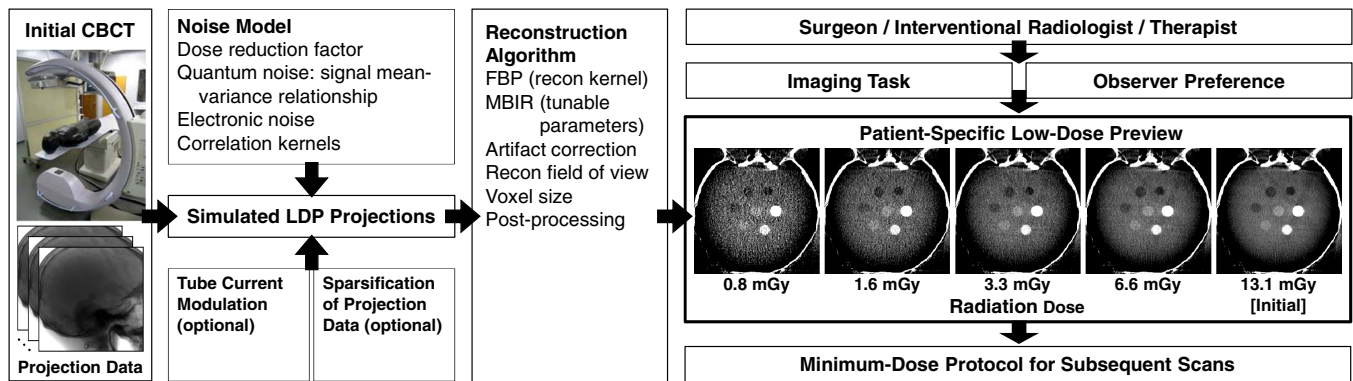 Initial CBCT
Projection Data
Noise Model
Dose reduction factor
Quantum noise: signal mean-
variance relationship
Electronic noise
Correlation kernels
Simulated LDP Projections
Tube Current
Modulation
(optional)
Sparsification
of Projection
Data (optional)
Reconstruction
Algorithm
FBP (recon kernel)
MBIR (tunable
parameters)
Artifact correction
Recon field of view
Voxel size
Post-processing
Surgeon / Interventional Radiologist / Therapist
Imaging Task
Observer Preference
Patient-Specific Low-Dose Preview
0.8 mGy
1.6 mGy
3.3 mGy
6.6 mGy
13.1 mGy
[Initial]
Radiation Dose
Minimum-Dose Protocol for Subsequent Scans